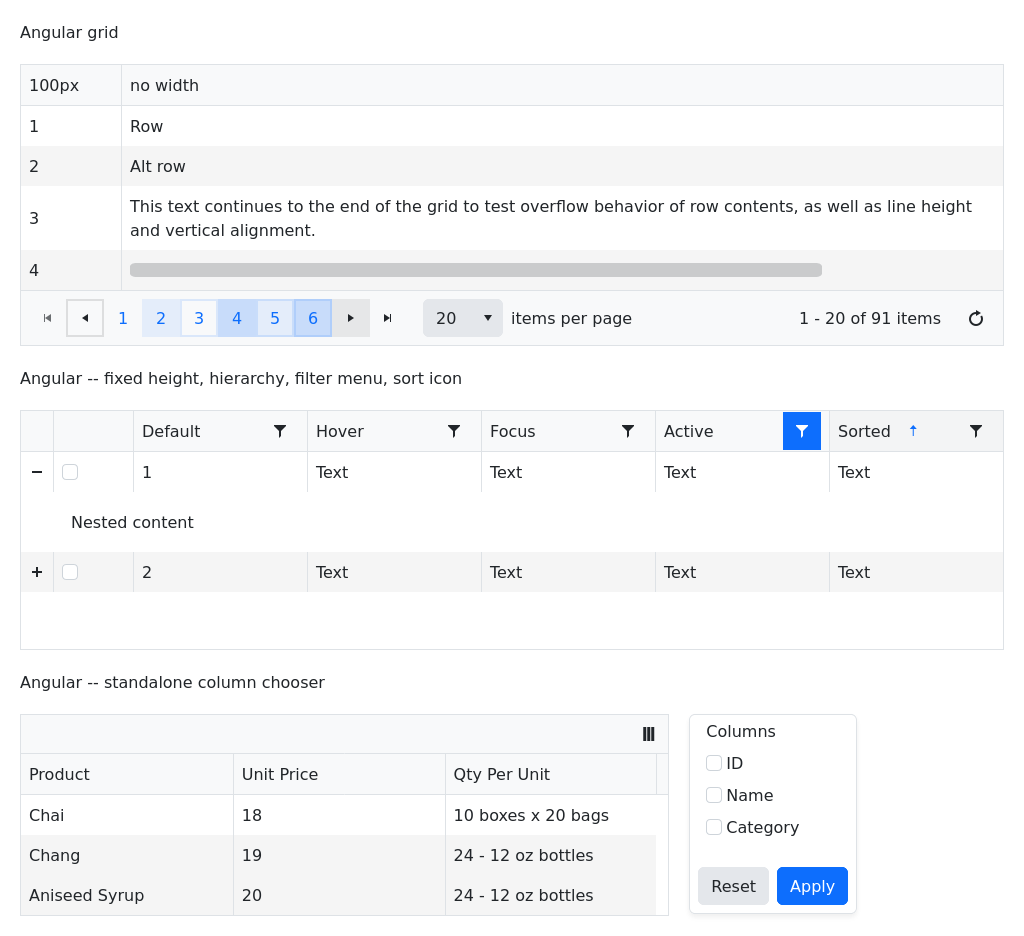 Angular grid
100px no width
1 Row
2 Alt row
3 This text continues to the end of the grid to test overflow behavior of row contents, as well as line height
and vertical alignment.
4
1 2 3 4 5 6 20 items per page 1 - 20 of 91 items
Angular -- fixed height, hierarchy, filter menu, sort icon
Default Hover Focus Active Sorted
1 Text Text Text Text
Nested content
2 Text Text Text Text
Angular -- standalone column chooser
Product Unit Price Qty Per Unit
Chai 18 10 boxes x 20 bags
Chang 19 24 - 12 oz bottles
Aniseed Syrup 20 24 - 12 oz bottles
Columns
ID
Name
Category
Reset Apply